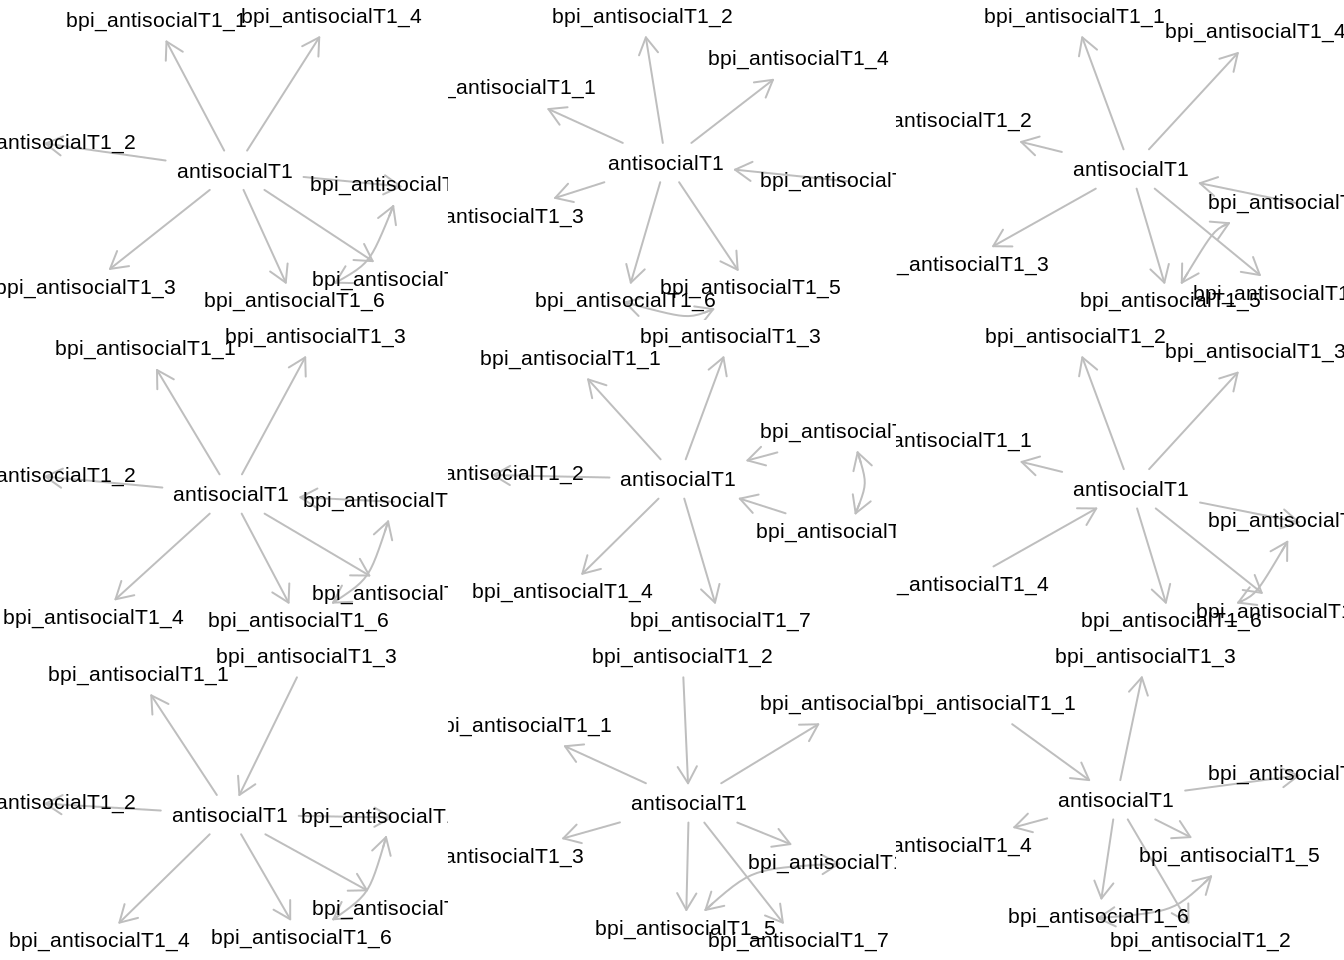 bpi_antisocialT1_1
bpi_antisocialT1_4
antisocialT1_2
antisocialT1
bpi_antisocialT
bpi_antisocialT1_3
bpi_antisocialT
bpi_antisocialT1_6
bpi_antisocialT1_2
bpi_antisocialT1_4
_antisocialT1_1
antisocialT1
bpi_antisocialT
antisocialT1_3
bpi_antisocialT1_5
bpi_antisocialT1_6
bpi_antisocialT1_1
bpi_antisocialT1_4
antisocialT1_2
antisocialT1
bpi_antisocialT
_antisocialT1_3
bpi_antisocialT1
bpi_antisocialT1_5
bpi_antisocialT1_3
bpi_antisocialT1_1
antisocialT1_2
antisocialT1
bpi_antisocialT
bpi_antisocialT
bpi_antisocialT1_4
bpi_antisocialT1_6
bpi_antisocialT1_3
bpi_antisocialT1_1
bpi_antisocialT
antisocialT1_2
antisocialT1
bpi_antisocialT
bpi_antisocialT1_4
bpi_antisocialT1_7
bpi_antisocialT1_2
bpi_antisocialT1_3
antisocialT1_1
antisocialT1
bpi_antisocialT
_antisocialT1_4
bpi_antisocialT1
bpi_antisocialT1_6
bpi_antisocialT1_3
bpi_antisocialT1_1
antisocialT1_2
antisocialT1
bpi_antisocialT
bpi_antisocialT
bpi_antisocialT1_4
bpi_antisocialT1_6
bpi_antisocialT1_2
bpi_antisocialT
bpi_antisocialT1_1
antisocialT1
antisocialT1_3
bpi_antisocialT1
bpi_antisocialT1_5
bpi_antisocialT1_7
bpi_antisocialT1_3
bpi_antisocialT1_1
bpi_antisocialT
antisocialT1
antisocialT1_4
bpi_antisocialT1_5
bpi_antisocialT1_6
bpi_antisocialT1_2